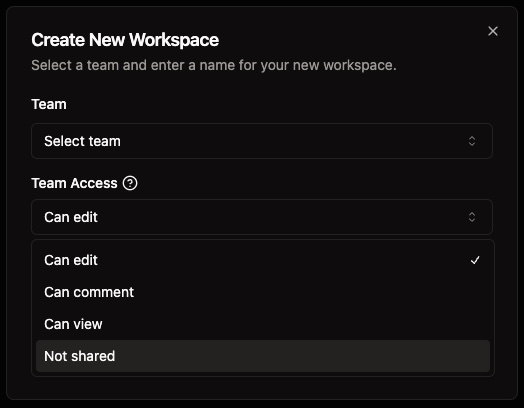 Create New Workspace
Select a team and enter a name for your new workspace.
Team
Select team
Team Access
Can edit
Can edit
Can comment
Can view
Not shared